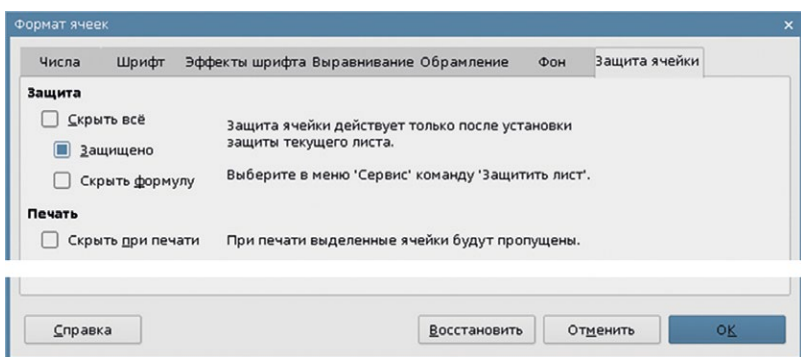 Формат ячеек
Числа Шрифт Эффекты шрифта Выравнивание Обрамление Фон Защита ячейки
Защита
Скрыть всё
Защищено
Скрыть формулу
Защита ячейки действует только после установки
защиты текущего листа.
Выберите в меню 'Сервис' команду 'Защитить лист'.
Печать
Скрыть при печати При печати выделенные ячейки будут пропущены.
Справка Восстановить Отменить ОК